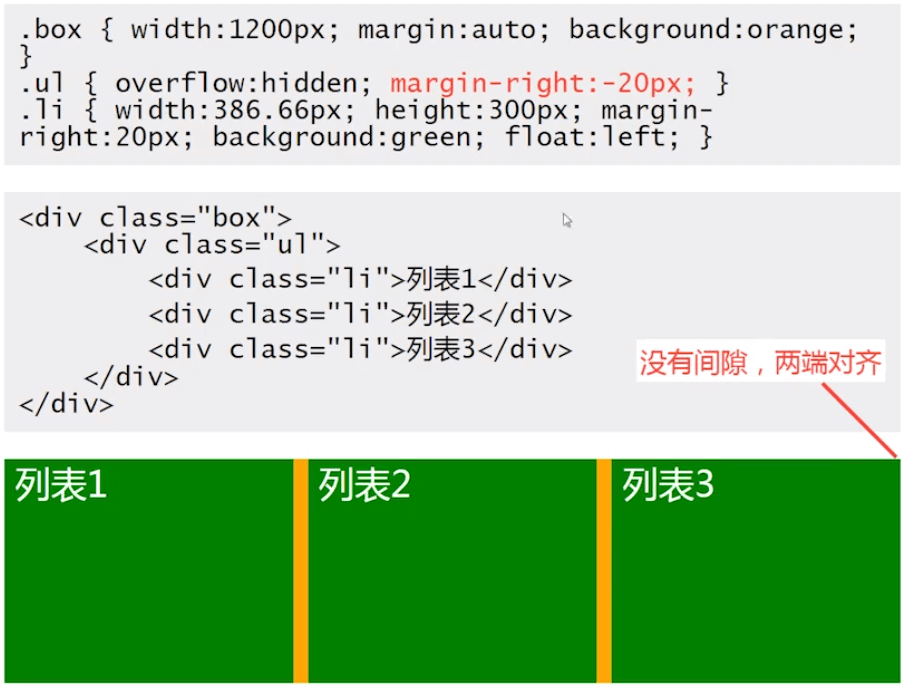 .box { width:1200px; margin:auto; background:orange;
}
.ul { overflow:hidden; margin-right:-20px; }
.li { width:386.66px; height:300px; margin-
right:20px; background:green; float:left; }
<div class="box">
<div class="ul">
<div class="li">列表1</div>
<div class="li">列表2</div>
<div class="li">列表3</div>
</div>
</div>
没有间隙，两端对齐
列表1
列表2
列表3